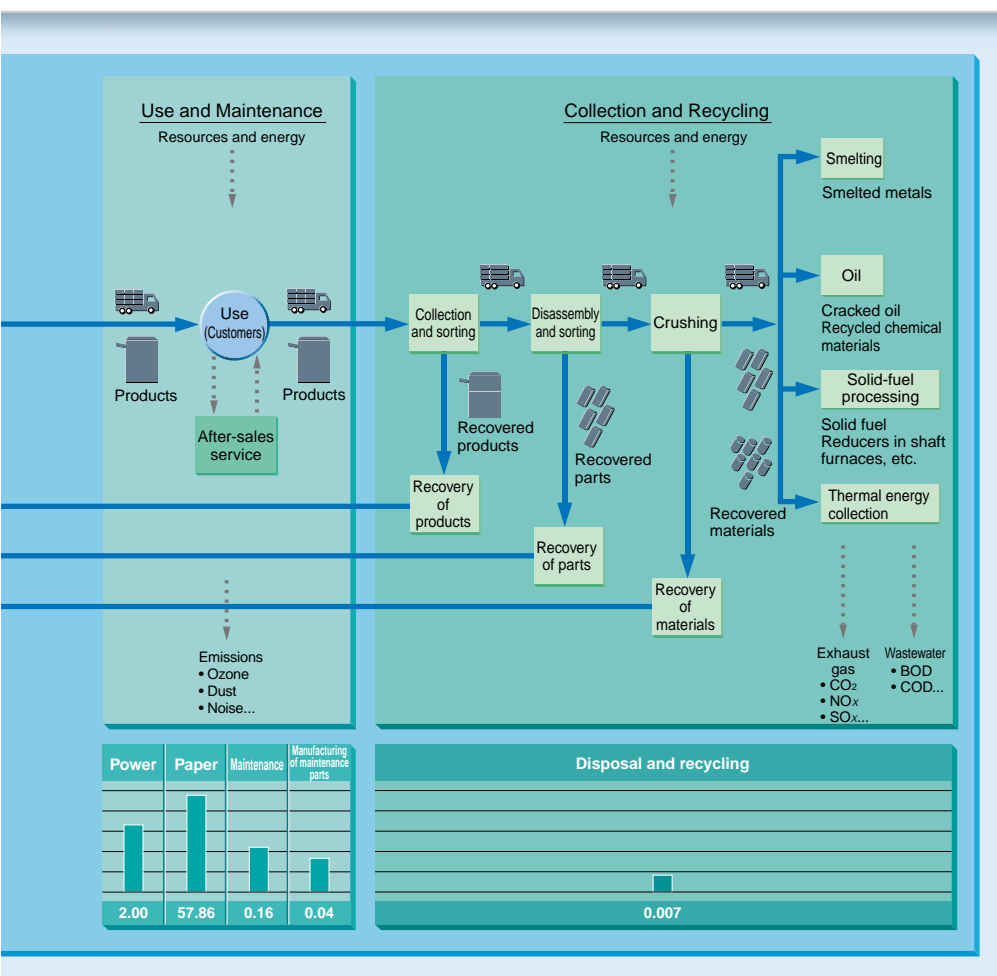 Use and Maintenance
Resources and energy
Products
Use
(Customers)
Products
After-sales
service
Emissions
• Ozone
• Dust
• Noise...
Collection and Recycling
Resources and energy
Collection
and sorting
Disassembly
and sorting
Crushing
Recovered
products
Recovered
parts
Recovered
materials
Recovery
of
products
Recovery
of parts
Recovery
of
materials
Smelting
Smelted metals
Oil
Cracked oil
Recycled chemical
materials
Solid-fuel
processing
Solid fuel
Reducers in shaft
furnaces, etc.
Thermal energy
collection
Exhaust
gas
• CO2
• NOx
• SOx...
Wastewater
• BOD
• COD...
Power
Paper
Maintenance
Manufacturing
of maintenance
parts
2.00
57.86
0.16
0.04
Disposal and recycling
0.007